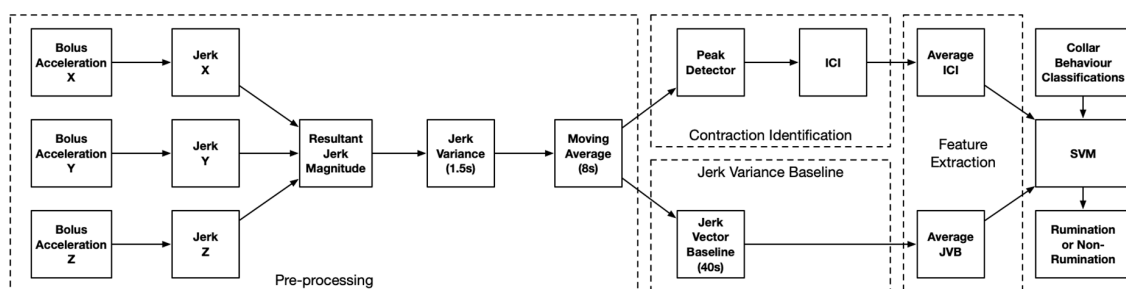 Bolus
Acceleration
X
Jerk
X
Bolus
Acceleration
Y
Jerk
Y
Bolus
Acceleration
Z
Jerk
Z
Resultant
Jerk
Magnitude
Jerk
Variance
(1.5s)
Moving
Average
(8s)
Pre-processing
Peak
Detector
ICI
Contraction Identification
Jerk Variance Baseline
Jerk
Vector
Baseline
(40s)
Average
ICI
Feature
Extraction
Average
JVB
Collar
Behaviour
Classifications
SVM
Rumination
or Non-
Rumination